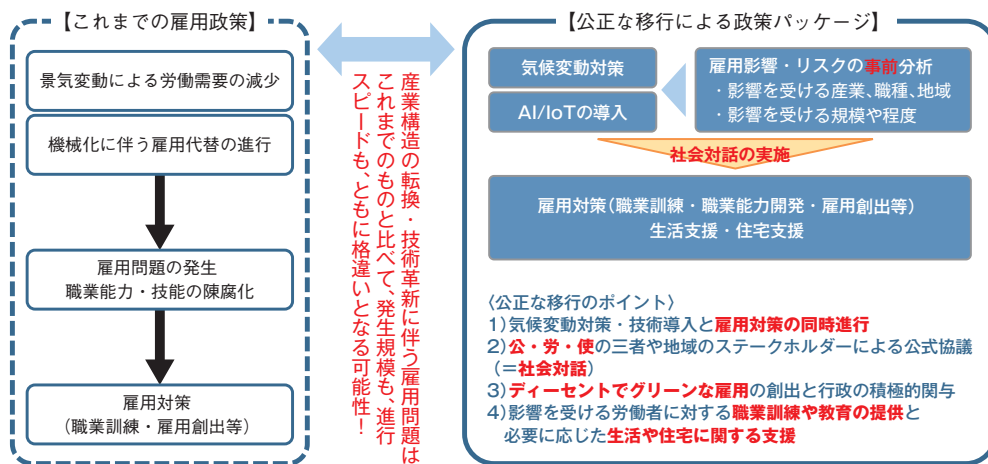 【これまでの雇用政策】
景気変動による労働需要の減少
機械化に伴う雇用代替の進行
雇用問題の発生
職業能力・技能の陳腐化
雇用対策
(職業訓練・雇用創出等)
産業構造の転換・技術革新に伴う雇用問題は
これまでのものと比べて、発生規模も、進行
スピードも、ともに格違いとなる可能性!
【公正な移行による政策パッケージ】
気候変動対策
AI/IoTの導入
雇用影響・リスクの事前分析
・影響を受ける産業、職種、地域
・影響を受ける規模や程度
社会対話の実施
雇用対策(職業訓練・職業能力開発・雇用創出等)
生活支援・住宅支援
〈公正な移行のポイント〉
1)気候変動対策・技術導入と雇用対策の同時進行
2)公・労・使の三者や地域のステークホルダーによる公式協議
(=社会対話)
3)ディーセントでグリーンな雇用の創出と行政の積極的関与
4)影響を受ける労働者に対する職業訓練や教育の提供と
必要に応じた生活や住宅に関する支援